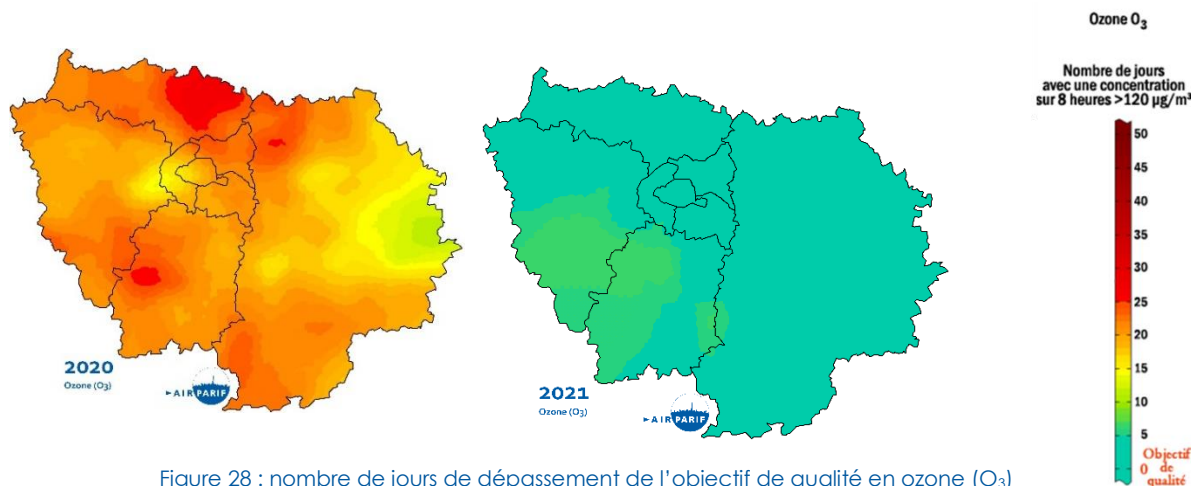 Ozone O3
Nombre de jours
avec une concentration
sur 8 heures >120 µg/m³
50
45
40
35
30
25
20
15
10
5
0
Objectif
de
qualité
2020
Ozone (O3)
AIRPARIF
2021
Ozone (O3)
AIRPARIF
Figure 28 : nombre de jours de dépassement de l'objectif de qualité en ozone (O3)